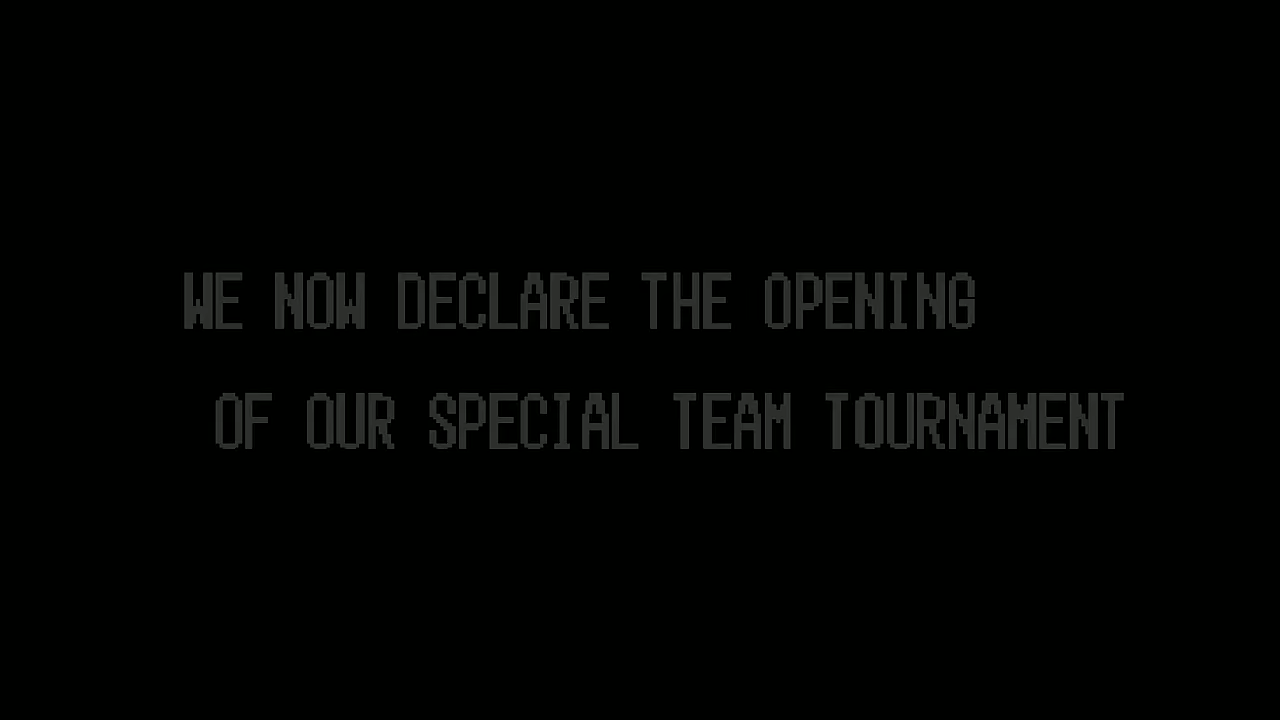 WE NOW DECLARE THE OPENING
OF OUR SPECIAL TEAM TOURNAMENT